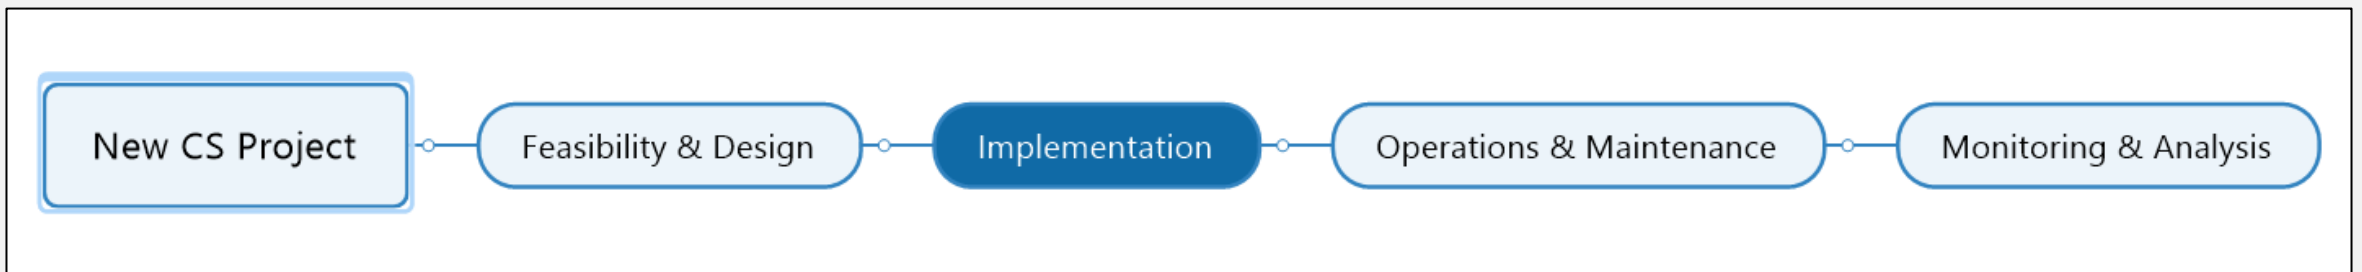 New CS Project
Feasibility & Design
Implementation
Operations & Maintenance
Monitoring & Analysis